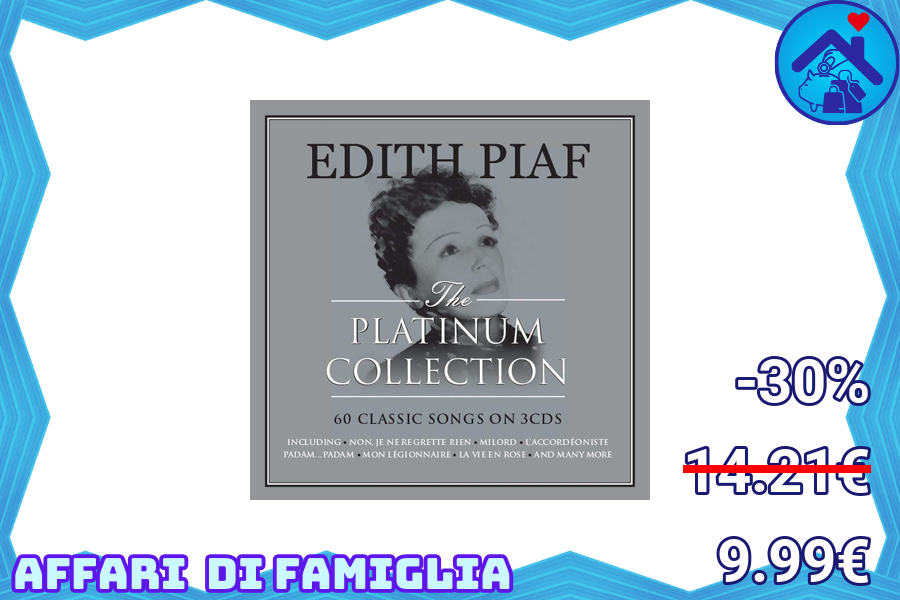 EDITH PIAF
The
PLATINUM
COLLECTION
60 CLASSIC SONGS ON 3CDS
INCLUDING • NON, JE NE REGRETTE RIEN • MILORD • L'ACCORDÉONISTE
PADAM...PADAM • MON LÉGIONNAIRE • LA VIE EN ROSE • AND MANY MORE
-30%
14.21€
9.99€
AFFARI DI FAMIGLIA